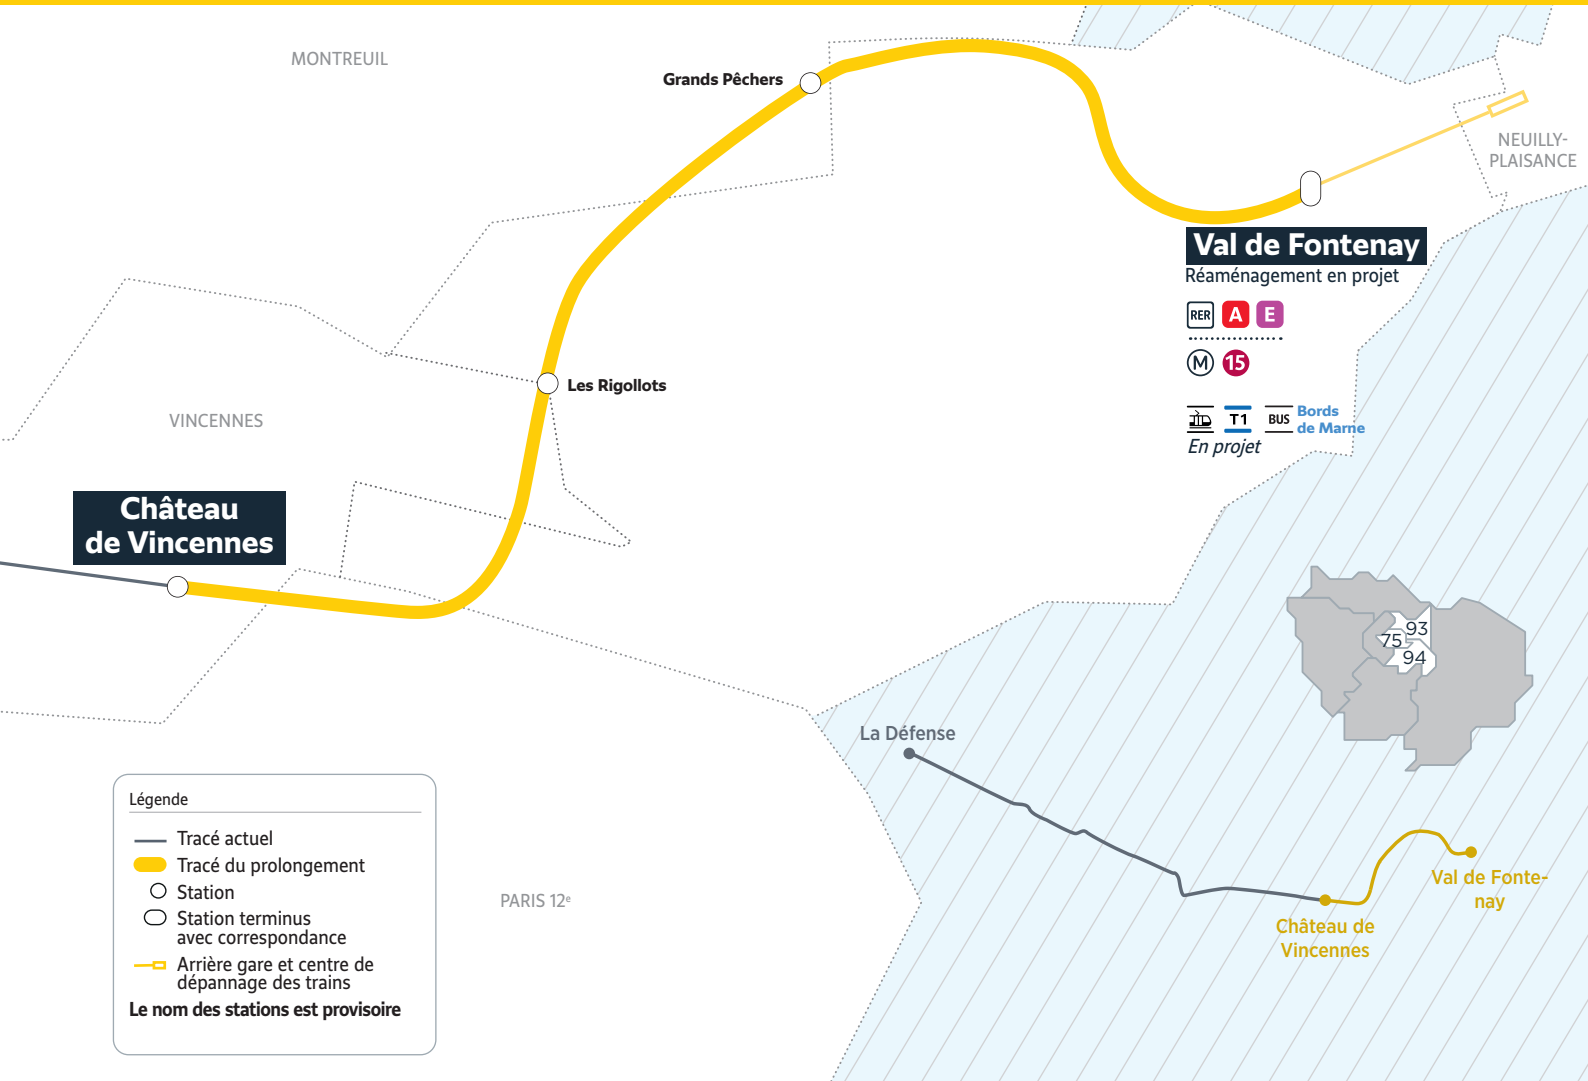 MONTREUIL
Grands Pêchers
NEUILLY-
PLAISANCE
Val de Fontenay
Réaménagement en projet
RER A E
M 15
T1 BUS Bords
de Marne
En projet
Les Rigollots
VINCENNES
Château
de Vincennes
93
75
94
La Défense
Légende
Tracé actuel
Tracé du prolongement
Station
Station terminus
avec correspondance
Arrière gare et centre de
dépannage des trains
Le nom des stations est provisoire
PARIS 12e
Val de Fonte-
nay
Château de
Vincennes